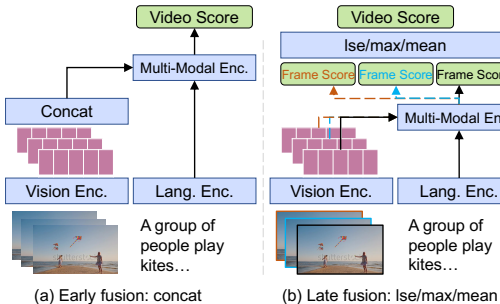 Video Score
Multi-Modal Enc.
Concat
Vision Enc.
Lang. Enc.
A group of
people play
kites…
(a) Early fusion: concat
Video Score
lse/max/mean
Frame Score
Frame Score
Frame Score
Multi-Modal En
Vision Enc.
Lang. Enc.
A group of
people play
kites…
(b) Late fusion: lse/max/mean